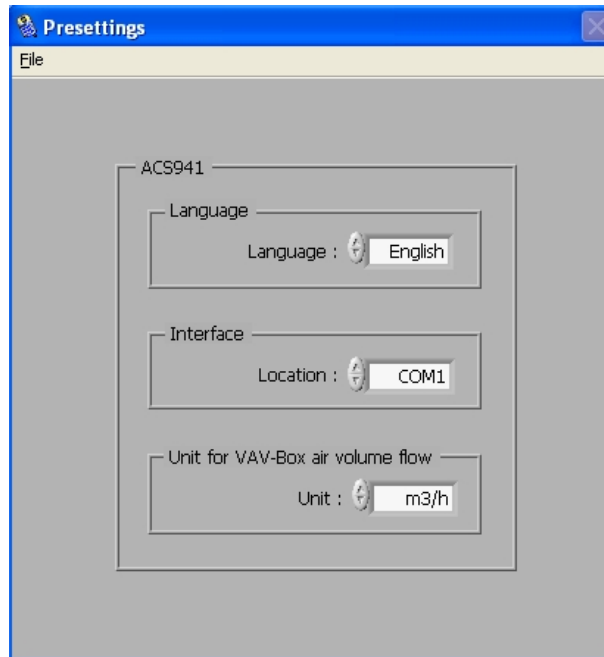 Presettings
File
ACS941
Language
Language : English
Interface
Location : COM1
Unit for VAV-Box air volume flow
Unit : m3/h